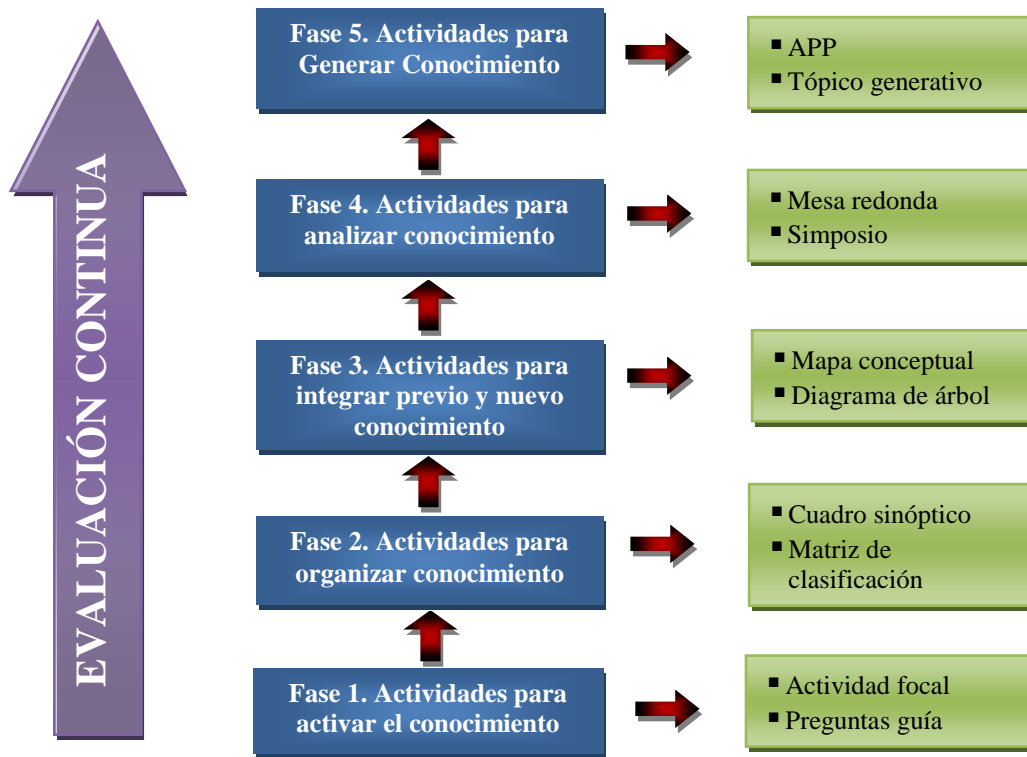 EVALUACIÓN CONTINUA
Fase 5. Actividades para
Generar Conocimiento
▪ APP
▪ Tópico generativo
Fase 4. Actividades para
analizar conocimiento
▪ Mesa redonda
▪ Simposio
Fase 3. Actividades para
integrar previo y nuevo
conocimiento
▪ Mapa conceptual
▪ Diagrama de árbol
Fase 2. Actividades para
organizar conocimiento
▪ Cuadro sinóptico
▪ Matriz de
clasificación
Fase 1. Actividades para
activar el conocimiento
▪ Actividad focal
▪ Preguntas guía